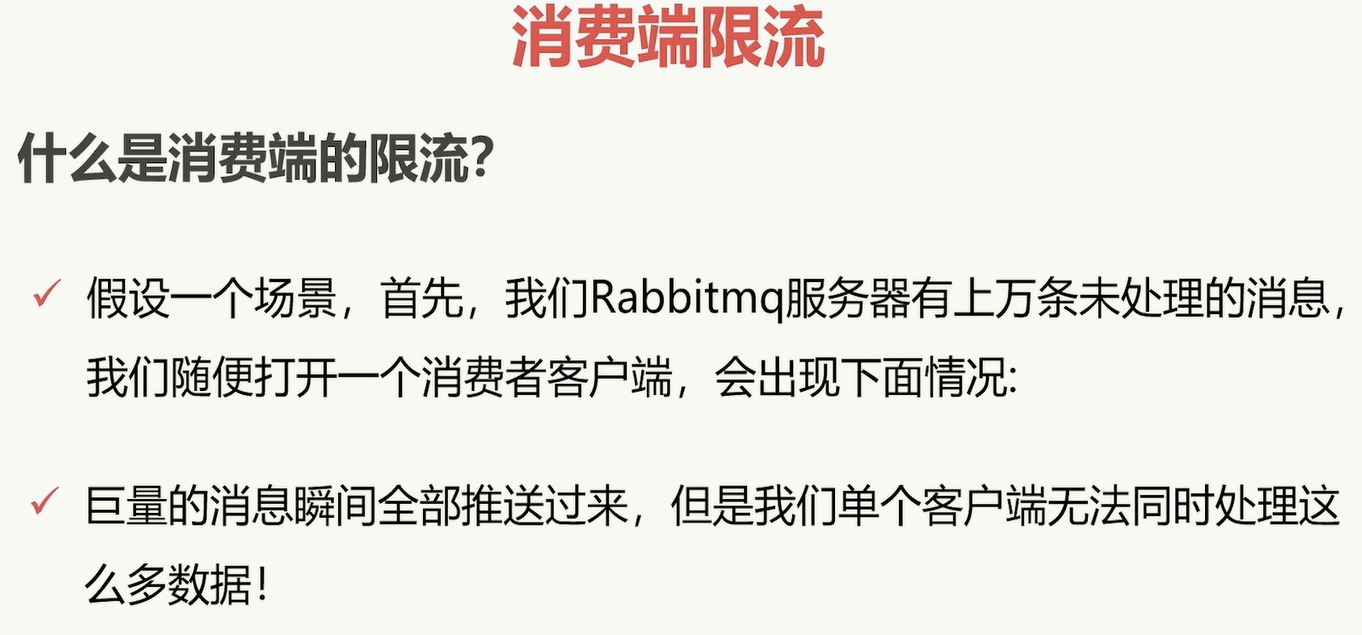 消费端限流
什么是消费端的限流？
假设一个场景，首先，我们Rabbitmq服务器有上万条未处理的消息，
我们随便打开一个消费者客户端，会出现下面情况:
巨量的消息瞬间全部推送过来，但是我们单个客户端无法同时处理这
么多数据！